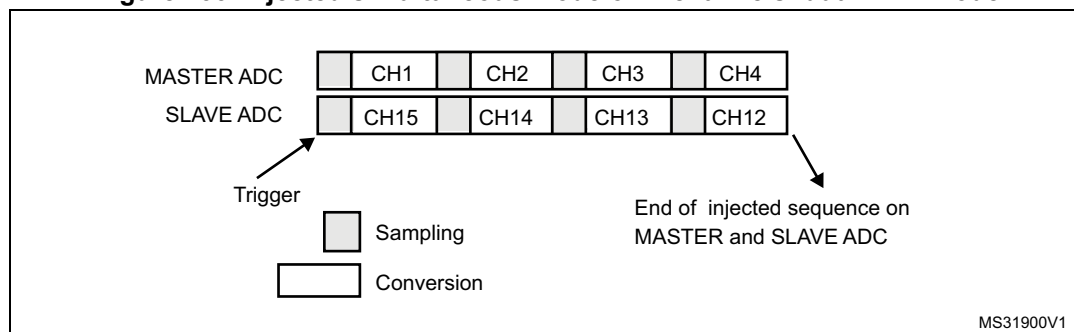 MASTER ADC CH1 CH2 CH3 CH4
SLAVE ADC CH15 CH14 CH13 CH12
Trigger
End of injected sequence on
MASTER and SLAVE ADC
Sampling
Conversion
MS31900V1